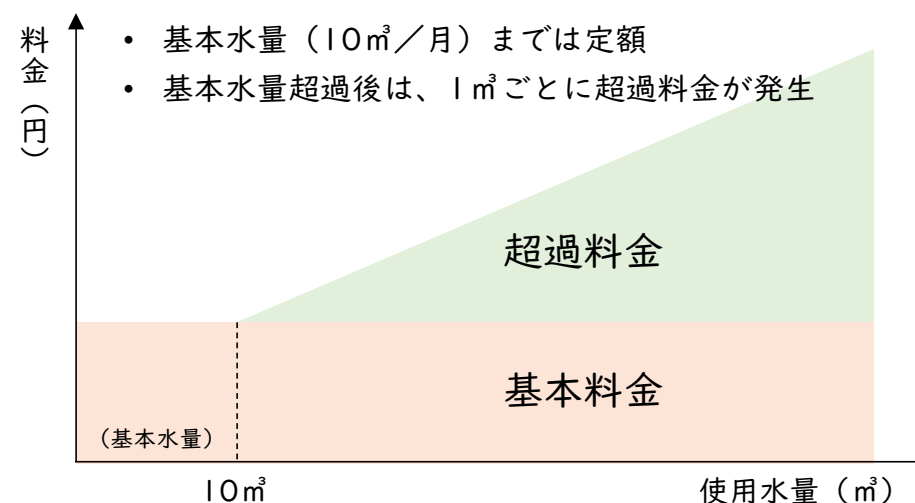 料金（円）
• 基本水量（10㎥／月）までは定額
• 基本水量超過後は、1㎥ごとに超過料金が発生
超過料金
基本料金
（基本水量）
10㎥
使用水量（㎥）